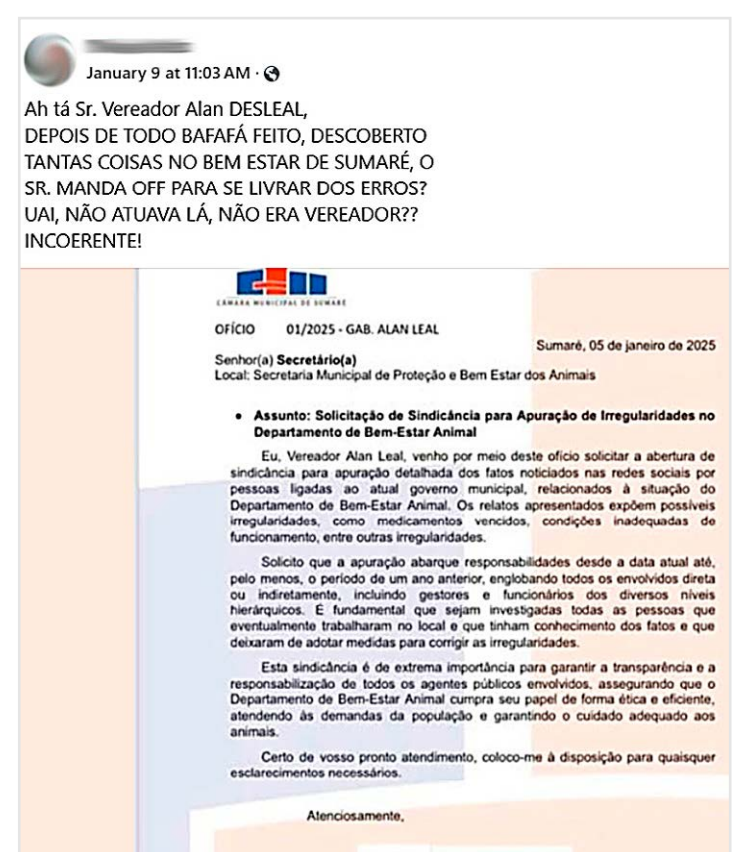 January 9 at 11:03 AM ·
Ah tá Sr. Vereador Alan DESLEAL,
DEPOIS DE TODO BAFAFÁ FEITO, DESCOBERTO
TANTAS COISAS NO BEM ESTAR DE SUMARÉ, O
SR. MANDA OFF PARA SE LIVRAR DOS ERROS?
UAI, NÃO ATUAVA LÁ, NÃO ERA VEREADOR??
INCOERENTE!
CÂMARA MUNICIPAL DE SUMARÉ
OFÍCIO 01/2025 - GAB. ALAN LEAL
Sumaré, 05 de janeiro de 2025
Senhor(a) Secretário(a)
Local: Secretaria Municipal de Proteção e Bem Estar dos Animais
• Assunto: Solicitação de Sindicância para Apuração de Irregularidades no
Departamento de Bem-Estar Animal
Eu, Vereador Alan Leal, venho por meio deste ofício solicitar a abertura de
sindicância para apuração detalhada dos fatos noticiados nas redes sociais por
pessoas ligadas ao atual governo municipal, relacionados à situação do
Departamento de Bem-Estar Animal. Os relatos apresentados expõem possíveis
irregularidades, como medicamentos vencidos, condições inadequadas de
funcionamento, entre outras irregularidades.
Solicito que a apuração abarque responsabilidades desde a data atual até,
pelo menos, o período de um ano anterior, englobando todos os envolvidos direta
ou indiretamente, incluindo gestores e funcionários dos diversos níveis
hierárquicos. É fundamental que sejam investigadas todas as pessoas que
eventualmente trabalharam no local e que tinham conhecimento dos fatos e que
deixaram de adotar medidas para corrigir as irregularidades.
Esta sindicância é de extrema importância para garantir a transparência e a
responsabilização de todos os agentes públicos envolvidos, assegurando que o
Departamento de Bem-Estar Animal cumpra seu papel de forma ética e eficiente,
atendendo às demandas da população e garantindo o cuidado adequado aos
animais.
Certo de vosso pronto atendimento, coloco-me à disposição para quaisquer
esclarecimentos necessários.
Atenciosamente,